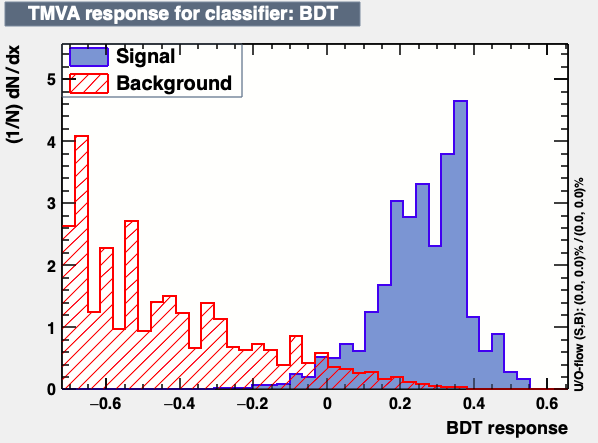 TMVA response for classifier: BDT
Signal
Background
(1/N) dN / dx
5
4
3
2
1
0
−0.6 −0.4 −0.2 0 0.2 0.4 0.6
BDT response
U/O-flow (S,B): (0.0, 0.0)% / (0.0, 0.0)%